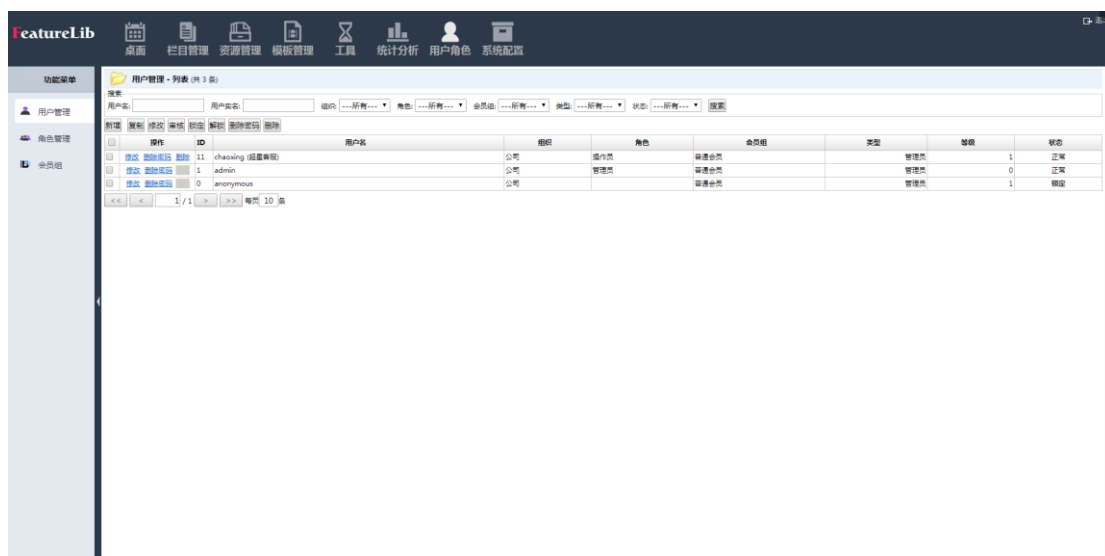 FeatureLib
桌面 栏目管理 资源管理 模板管理 工具 统计分析 用户角色 系统配置
功能菜单
用户管理
角色管理
会员组
用户管理 - 列表 (共 3 条)
搜索
用户名: 用户实名: 组织: ---所有--- 角色: ---所有--- 会员组: ---所有--- 类型: ---所有--- 状态: ---所有--- 搜索
新增 复制 修改 审核 锁定 解锁 删除密码 删除
操作 ID 用户名 组织 角色 会员组 类型 等级 状态
修改 删除密码 删除 11 chaoxing (超星客服) 公司 操作员 普通会员 管理员 1 正常
修改 删除密码 1 admin 公司 管理员 普通会员 管理员 0 正常
修改 删除密码 0 anonymous 公司 普通会员 管理员 1 锁定
<< < 1 / 1 > >> 每页 10 条